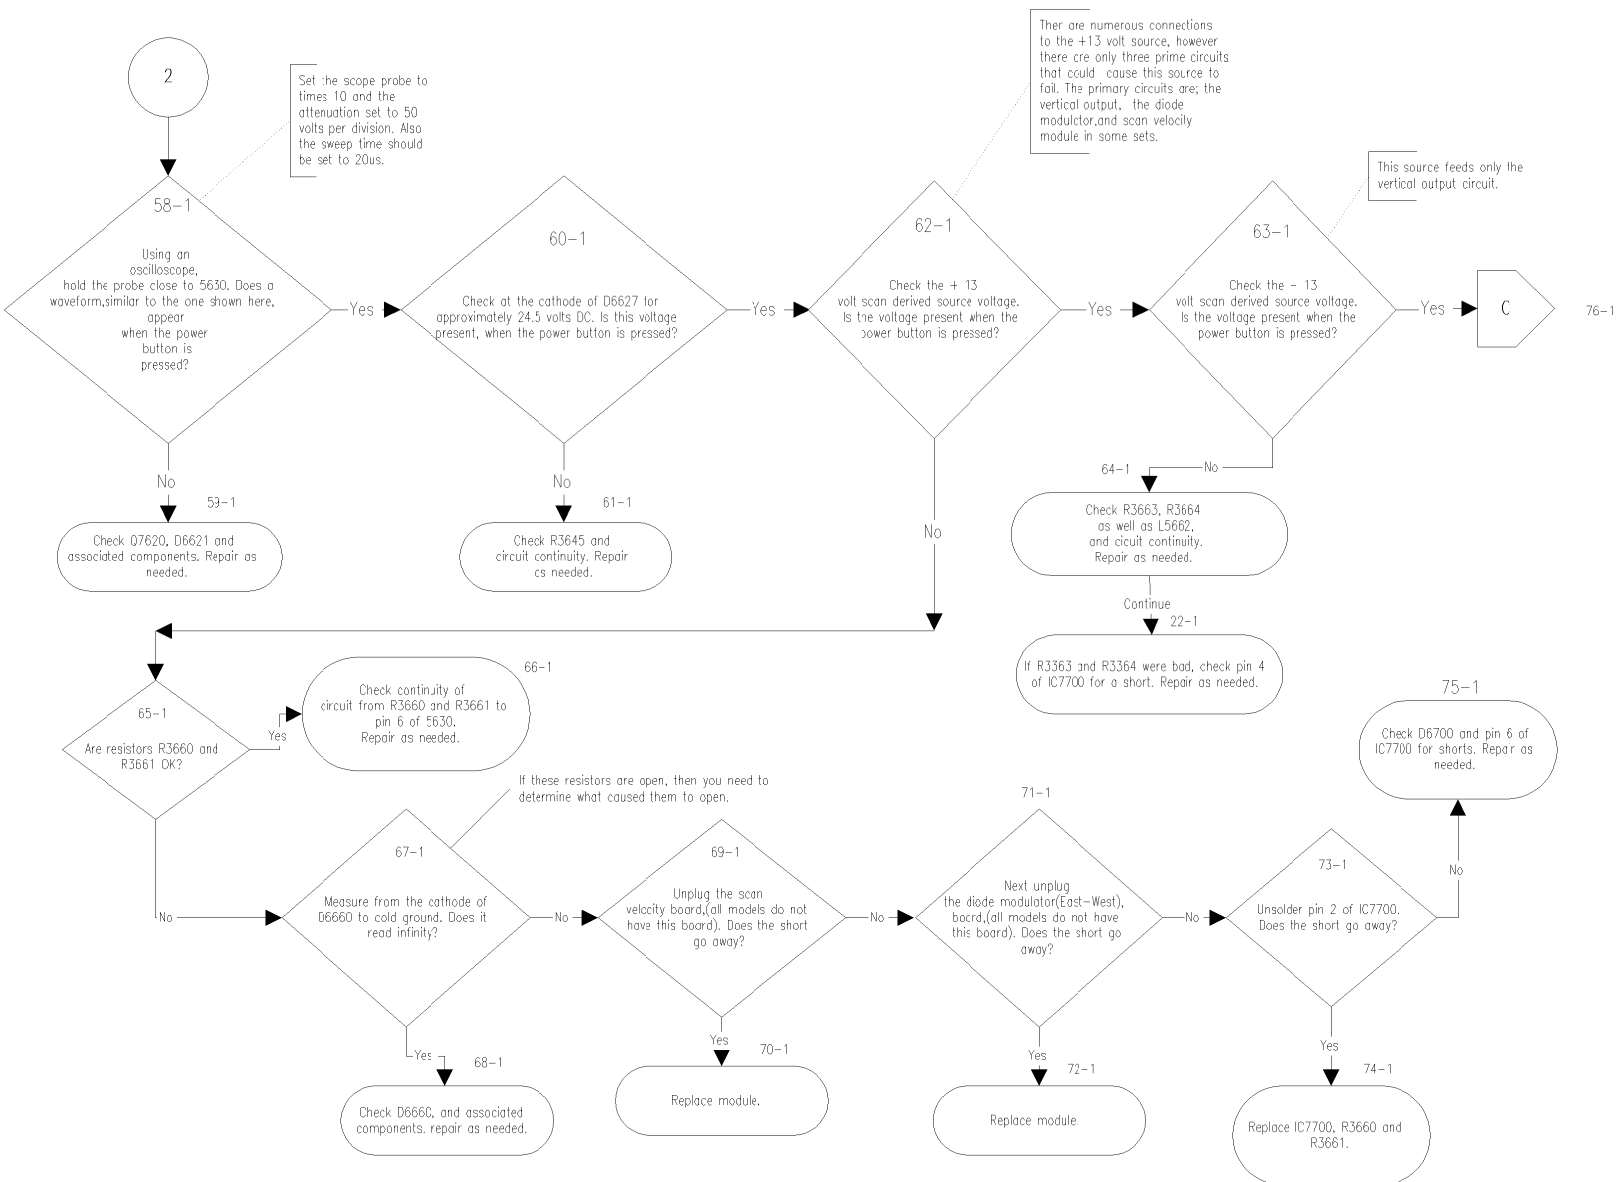 2
Set the scope probe to
times 10 and the
attenuation set to 50
volts per division. Also
the sweep time should
be set to 20us.
Ther are numerous connections
to the +13 volt source, however
there are only three prime circuits
that could cause this source to
fail. The primary circuits are; the
vertical output, the diode
modulctor,and scan velocity
module in some sets.
This source feeds only the
vertical output circuit.
58-1
Using an
oscilloscope,
hold the probe close to 5630. Does a
waveform,similar to the one shown here,
appear
when the power
button is
pressed?
Yes
60-1
Check at the cathode of D6627 for
approximately 24.5 volts DC. Is this voltage
present, when the power button is pressed?
Yes
62-1
Check the + 13
volt scan derived source voltage.
Is the voltage present when the
power button is pressed?
Yes
63-1
Check the - 13
volt scan derived source voltage.
Is the voltage present when the
power button is pressed?
Yes
C
76-1
No
59-1
Check Q7620, D6621 and
associated components. Repair as
needed.
No
61-1
Check R3645 and
circuit continuity. Repair
as needed.
No
No
64-1
Check R3663, R3664
as well as L5662,
and cicuit continuity.
Repair as needed.
Continue
22-1
If R3363 and R3364 were bad, check pin 4
of IC7700 for a short. Repair as needed.
65-1
Are resistors R3660 and
R3661 OK?
Yes
66-1
Check continuity of
circuit from R3660 and R3661 to
pin 6 of 5630.
Repair as needed.
No
If these resistors are open, then you need to
determine what caused them to open.
67-1
Measure from the cathode of
D6660 to cold ground. Does it
read infinity?
No
69-1
Unplug the scan
velocity board,(all models do not
have this board). Does the short
go away?
No
71-1
Next unplug
the diode modulator(East-West),
board,(all models do not have
this board). Does the short go
away?
No
73-1
Unsolder pin 2 of IC7700.
Does the short go away?
No
75-1
Check D6700 and pin 6 of
IC7700 for shorts. Repair as
needed.
Yes
68-1
Check D6660, and associated
components. repair as needed.
Yes
70-1
Replace module.
Yes
72-1
Replace module.
Yes
74-1
Replace IC7700, R3660 and
R3661.